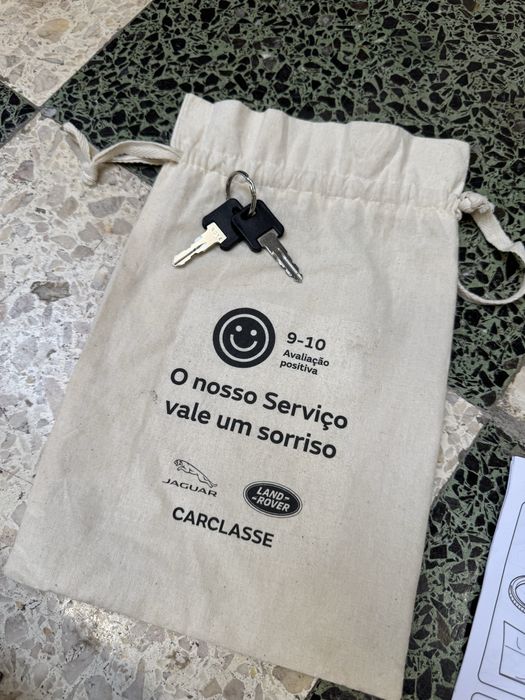 9-10
Avaliação
positiva
O nosso Serviço
vale um sorriso
JAGUAR
LAND-
-ROVER
CARCLASSE